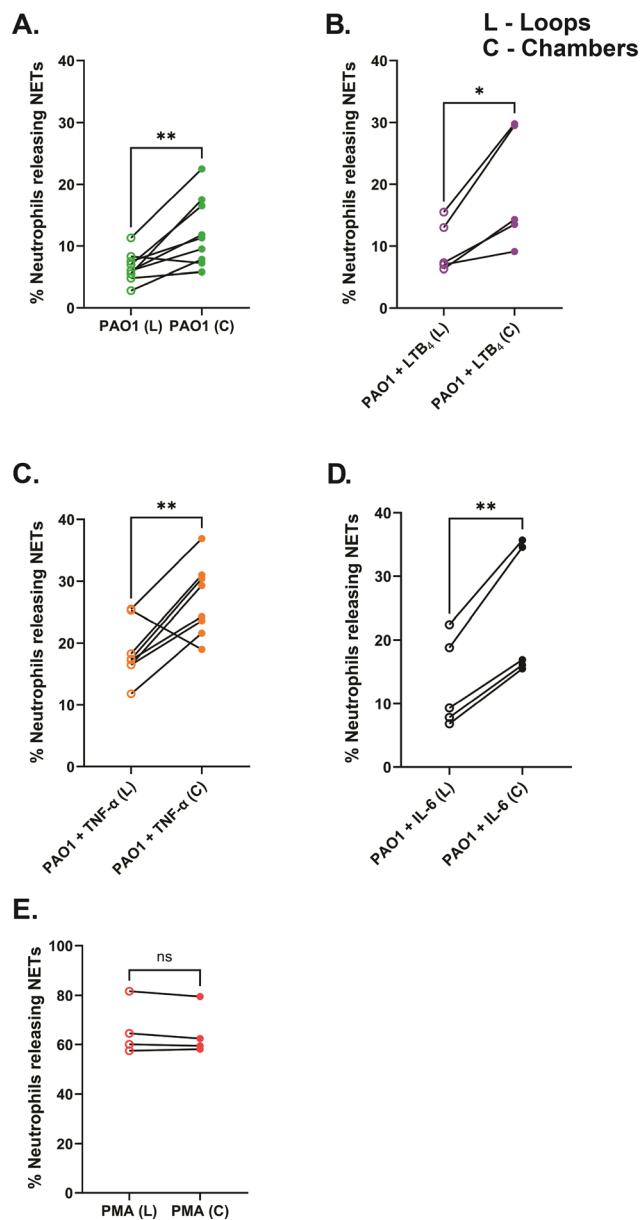 A.
B.
L - Loops
C - Chambers
% Neutrophils releasing NETs
40
30
20
10
0
**
PAO1 (L) PAO1 (C)
% Neutrophils releasing NETs
40
30
20
10
0
*
PAO1 + LTB₄ (L)
PAO1 + LTB₄ (C)
C.
D.
% Neutrophils releasing NETs
40
30
20
10
0
**
PAO1 + TNF-α (L)
PAO1 + TNF-α (C)
% Neutrophils releasing NETs
40
30
20
10
0
**
PAO1 + IL-6 (L)
PAO1 + IL-6 (C)
E.
% Neutrophils releasing NETs
100
80
60
40
20
0
ns
PMA (L) PMA (C)